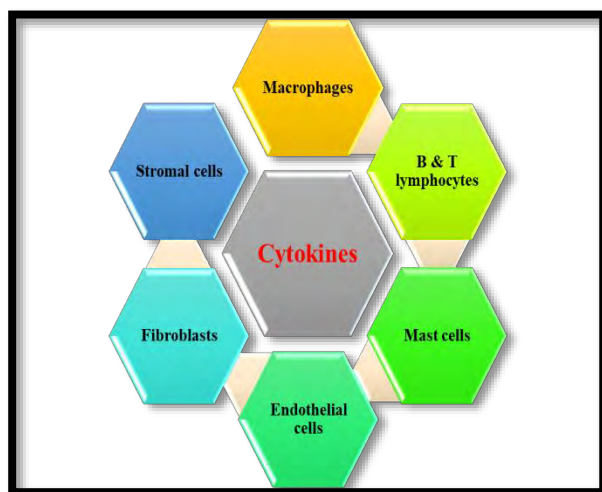 Macrophages
B & T
lymphocytes
Stromal cells
Cytokines
Fibroblasts
Mast cells
Endothelial
cells